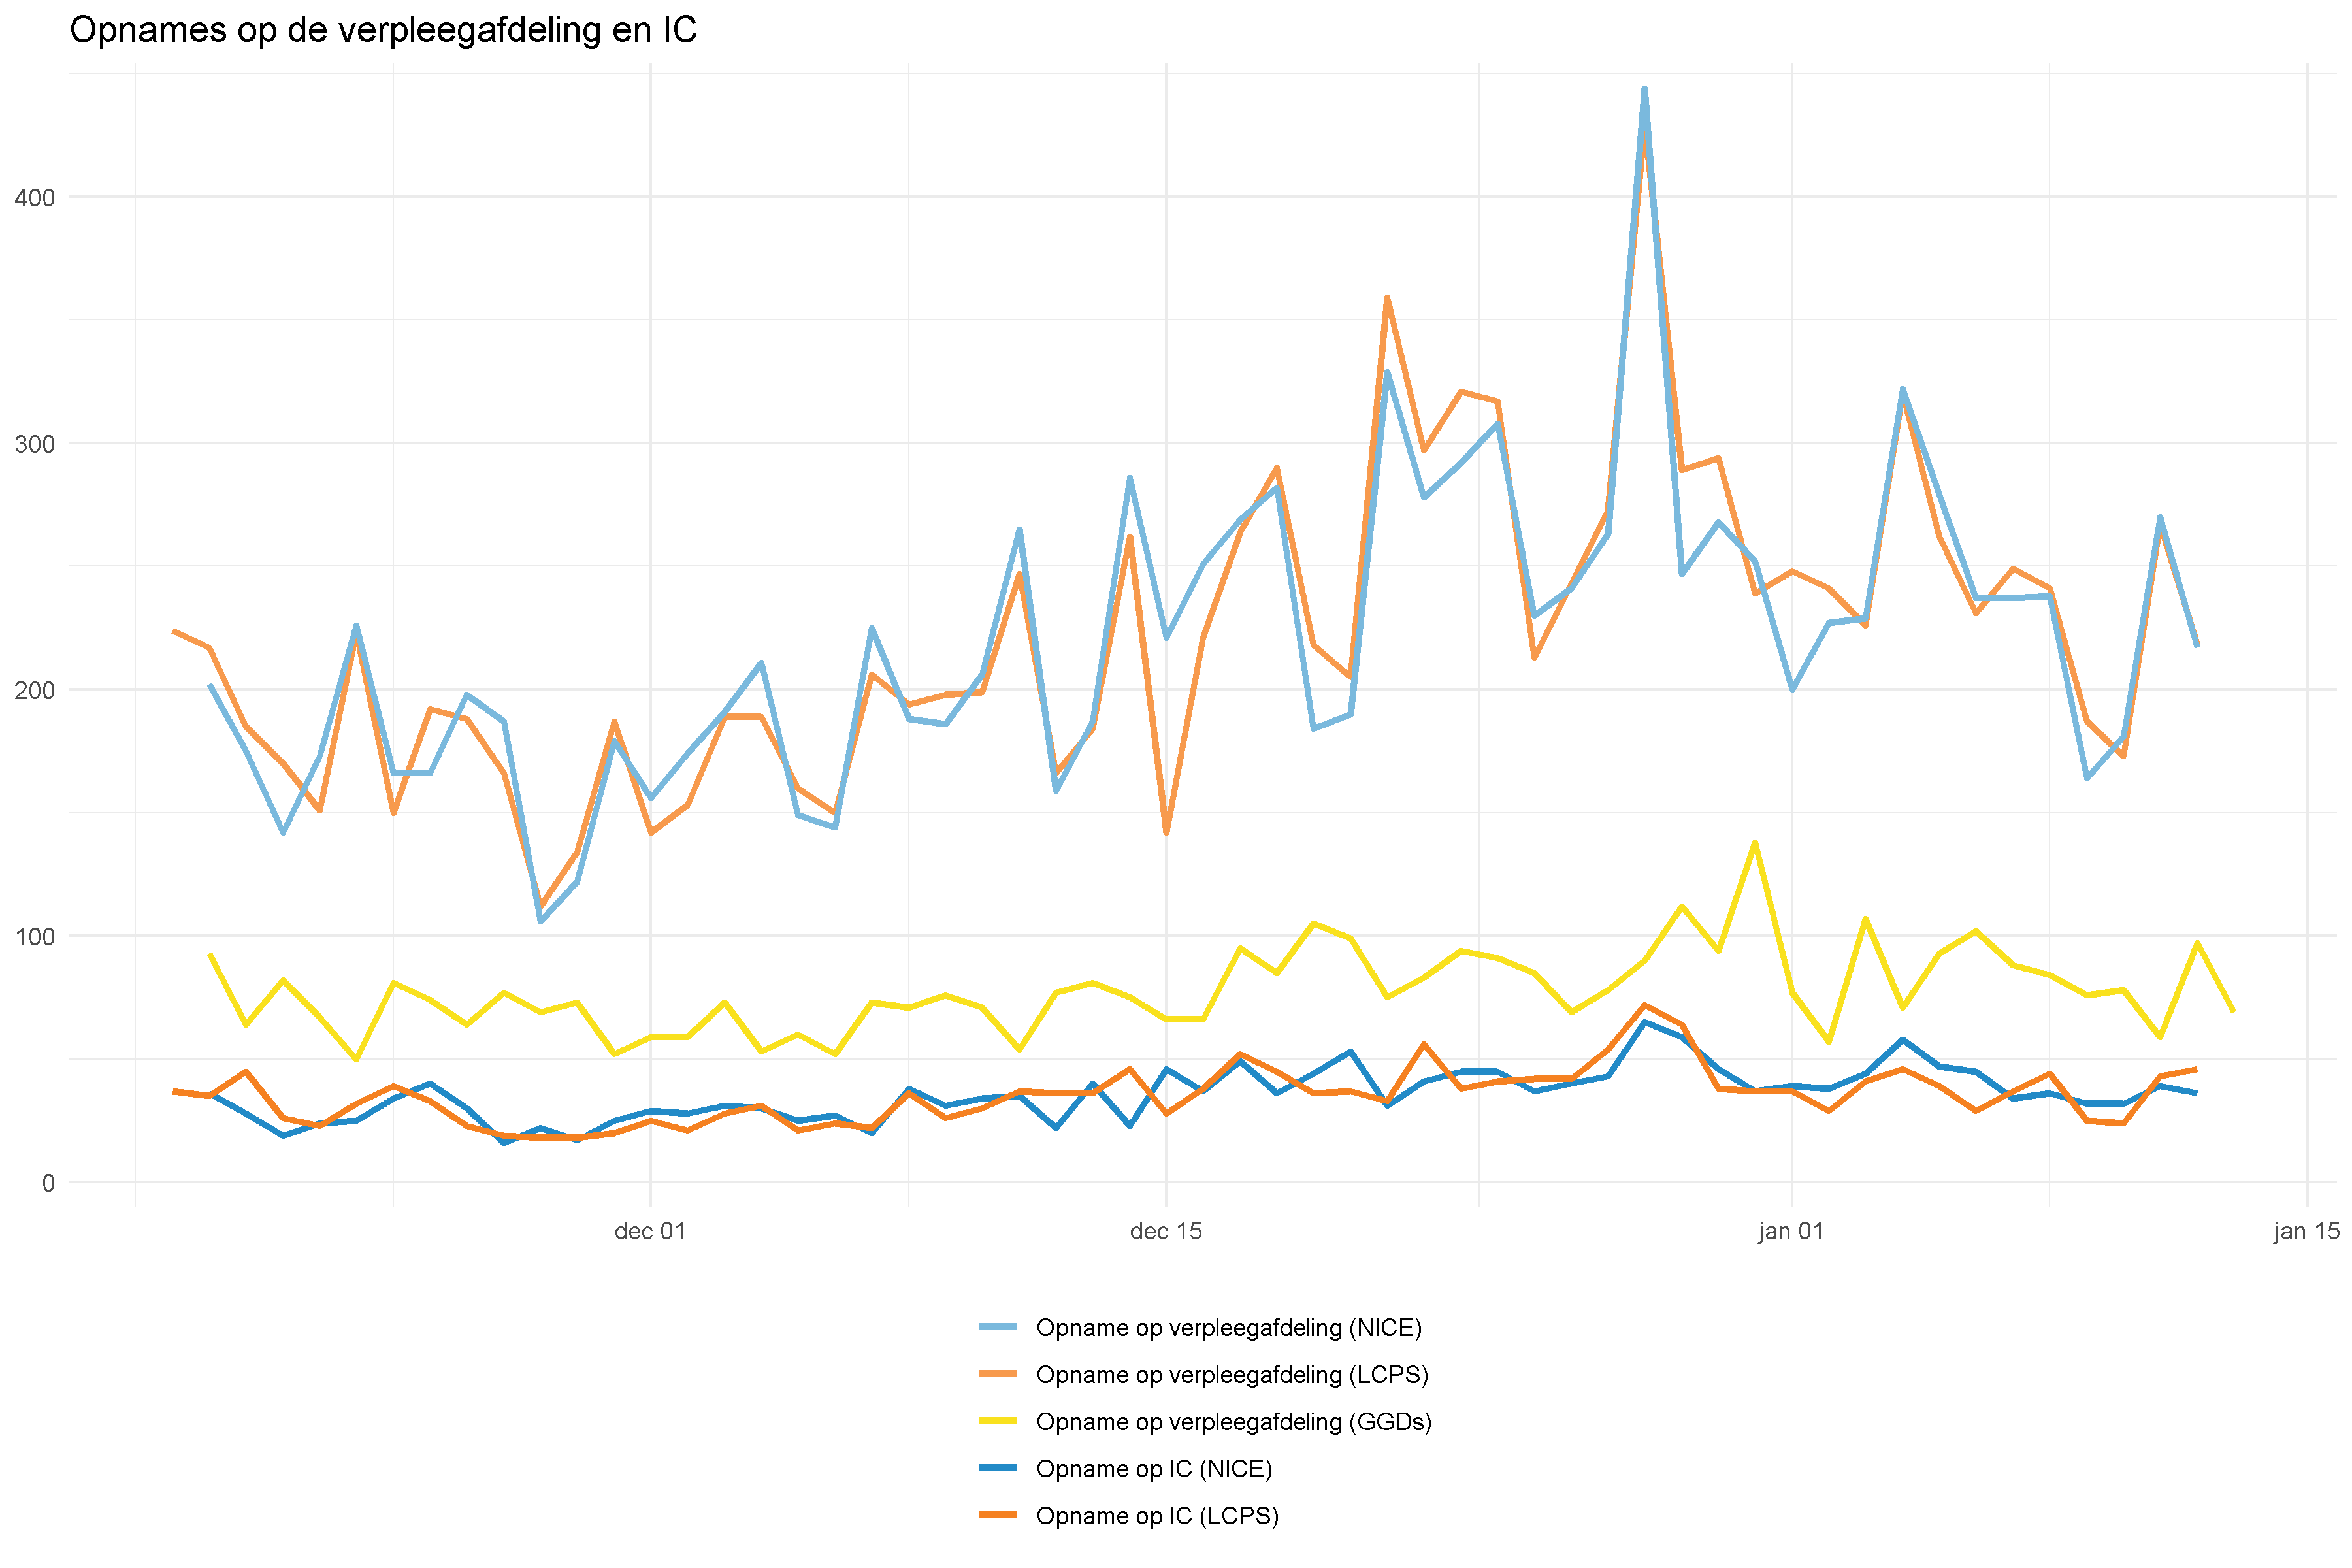 Opnames op de verpleegafdeling en IC
400
300
200
100
0
dec 01
dec 15
jan 01
jan 15
Opname op verpleegafdeling (NICE)
Opname op verpleegafdeling (LCPS)
Opname op verpleegafdeling (GGDs)
Opname op IC (NICE)
Opname op IC (LCPS)